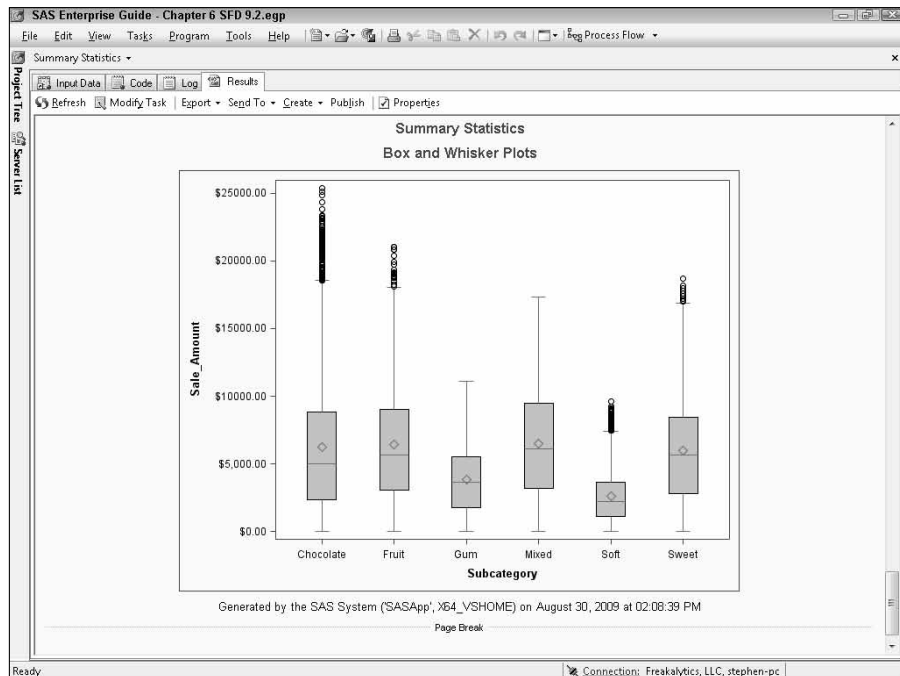 SAS Enterprise Guide - Chapter 6 SFD 9.2.egp
File Edit View Tasks Program Tools Help Process Flow
Summary Statistics
Project Tree
Server List
Input Data Code Log Results
Refresh Modify Task Export Send To Create Publish Properties
Summary Statistics
Box and Whisker Plots
Sale_Amount
$25000.00
$20000.00
$15000.00
$10000.00
$5,000.00
$0.00
Chocolate Fruit Gum Mixed Soft Sweet
Subcategory
Generated by the SAS System ('SASApp', X64_VSHOME) on August 30, 2009 at 02:08:39 PM
Page Break
Ready
Connection: Freakalytics, LLC, stephen-pc